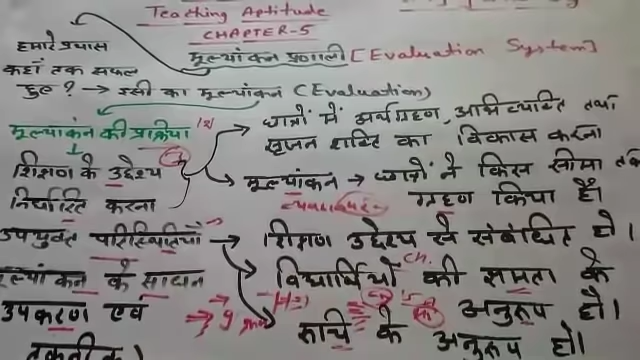 Teaching Aptitude
CHAPTER-5
मूल्यांकन प्रणाली [Evaluation System]
हमारे प्रयास
कहाँ तक सफल
हुए? → इसी का मूल्यांकन (Evaluation)
मूल्यांकन की प्रक्रिया
शिक्षण के उद्देश्य
निर्धारित करना
छात्रों में अर्थग्रहण, अभिव्यक्ति तथा
सृजन शक्ति का विकास करना
मूल्यांकन → छात्रों ने किस सीमा तक
ग्रहण किया है।
उपयुक्त परिस्थितियाँ → शिक्षण उद्देश्य से संबंधित हो।
विद्यार्थियों की क्षमता के
अनुरूप हो।
रुचि के अनुरूप हो।
मूल्यांकन के साधन
उपकरण एवं
तकनीक।